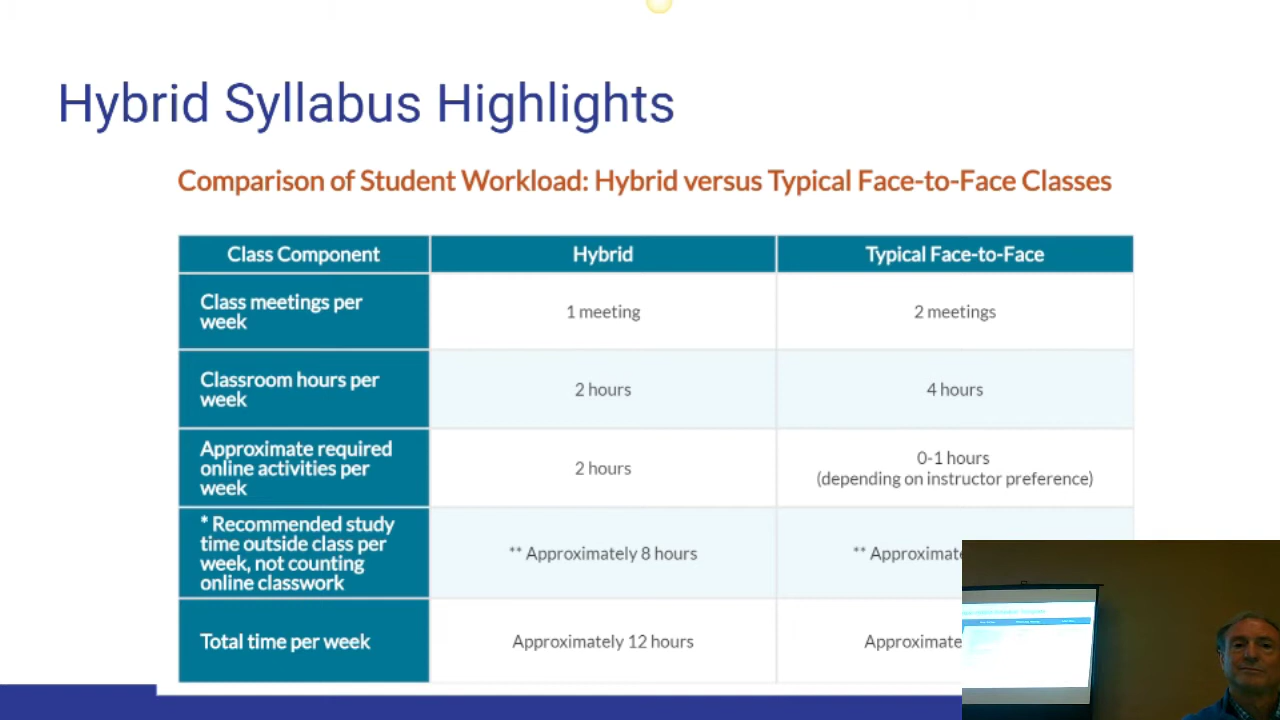 Hybrid Syllabus Highlights
Comparison of Student Workload: Hybrid versus Typical Face-to-Face Classes
Class Component Hybrid Typical Face-to-Face
Class meetings per
week
1 meeting
2 meetings
Classroom hours per
week
2 hours
4 hours
Approximate required
online activities per
week
2 hours
0-1 hours
(depending on instructor preference)
* Recommended study
time outside class per
week, not counting
online classwork
** Approximately 8 hours
**
Total time per week
Approximately 12 hours